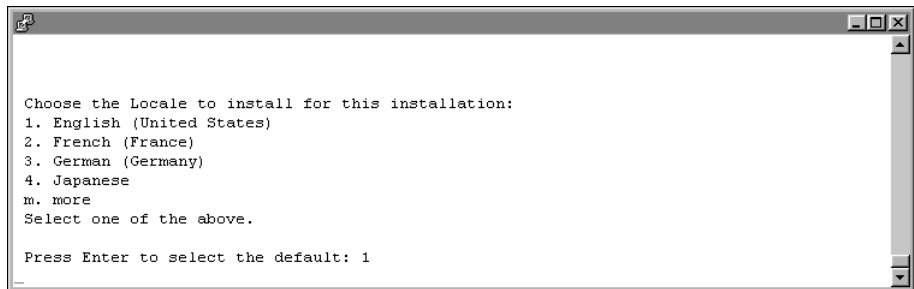 Choose the Locale to install for this installation:
1. English (United States)
2. French (France)
3. German (Germany)
4. Japanese
m. more
Select one of the above.
Press Enter to select the default: 1
_